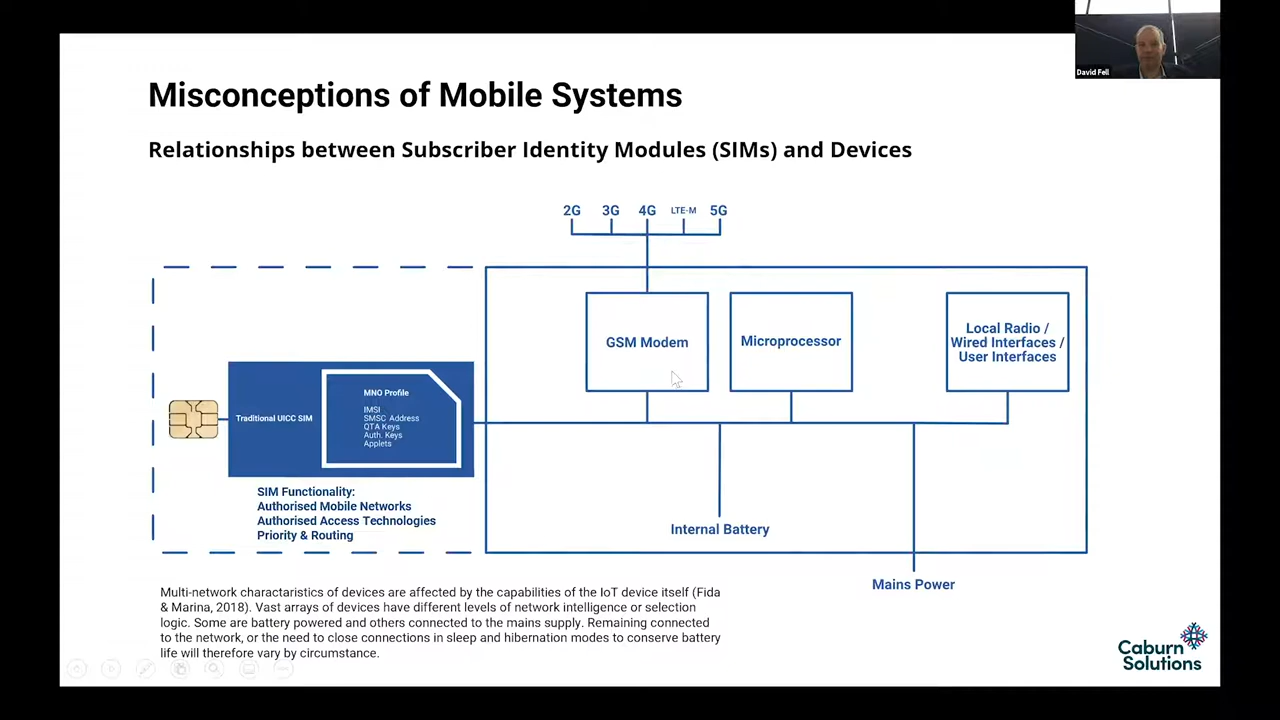 David Fell
Misconceptions of Mobile Systems
Relationships between Subscriber Identity Modules (SIMs) and Devices
2G 3G 4G LTE-M 5G
GSM Modem
Microprocessor
Local Radio /
Wired Interfaces /
User Interfaces
Traditional UICC SIM
MNO Profile
IMSI
SMSC Address
QTA Keys
Auth. Keys
Applets
SIM Functionality:
Authorised Mobile Networks
Authorised Access Technologies
Priority & Routing
Internal Battery
Mains Power
Multi-network charactaristics of devices are affected by the capabilities of the IoT device itself (Fida
& Marina, 2018). Vast arrays of devices have different levels of network intelligence or selection
logic. Some are battery powered and others connected to the mains supply. Remaining connected
to the network, or the need to close connections in sleep and hibernation modes to conserve battery
life will therefore vary by circumstance.
Caburn
Solutions